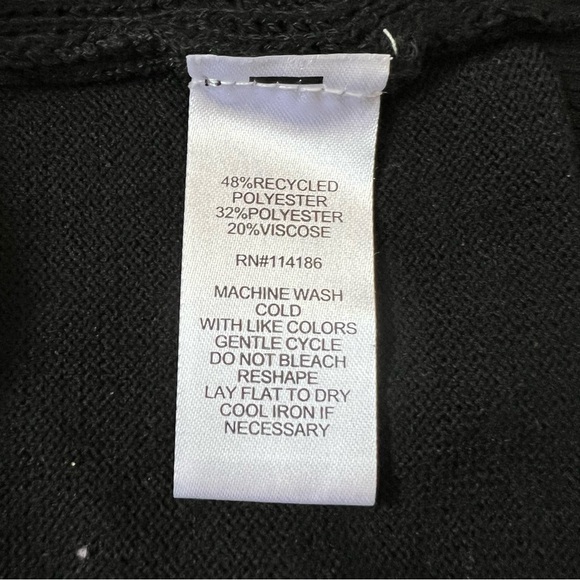 48%RECYCLED
POLYESTER
32%POLYESTER
20%VISCOSE
RN#114186
MACHINE WASH
COLD
WITH LIKE COLORS
GENTLE CYCLE
DO NOT BLEACH
RESHAPE
LAY FLAT TO DRY
COOL IRON IF
NECESSARY